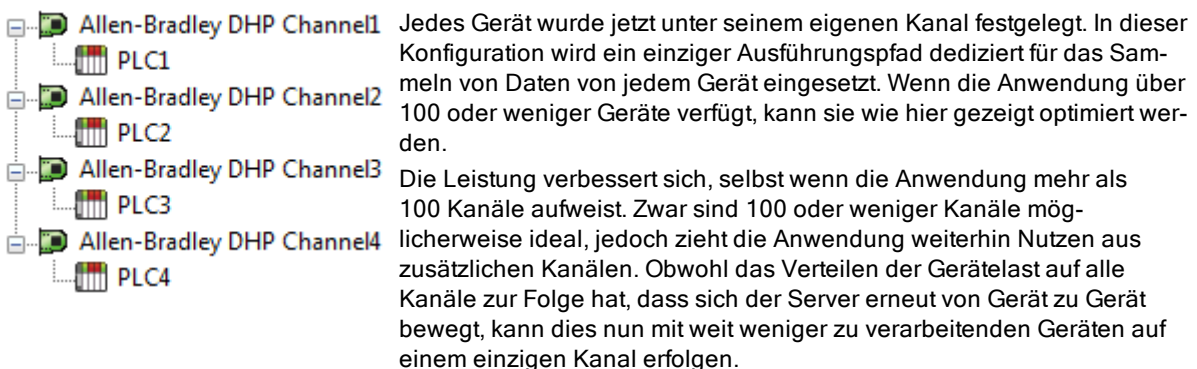 Allen-Bradley DHP Channel1
PLC1
Allen-Bradley DHP Channel2
PLC2
Allen-Bradley DHP Channel3
PLC3
Allen-Bradley DHP Channel4
PLC4
Jedes Gerät wurde jetzt unter seinem eigenen Kanal festgelegt. In dieser
Konfiguration wird ein einziger Ausführungspfad dediziert für das Sam-
meln von Daten von jedem Gerät eingesetzt. Wenn die Anwendung über
100 oder weniger Geräte verfügt, kann sie wie hier gezeigt optimiert wer-
den.
Die Leistung verbessert sich, selbst wenn die Anwendung mehr als
100 Kanäle aufweist. Zwar sind 100 oder weniger Kanäle mög-
licherweise ideal, jedoch zieht die Anwendung weiterhin Nutzen aus
zusätzlichen Kanälen. Obwohl das Verteilen der Gerätelast auf alle
Kanäle zur Folge hat, dass sich der Server erneut von Gerät zu Gerät
bewegt, kann dies nun mit weit weniger zu verarbeitenden Geräten auf
einem einzigen Kanal erfolgen.